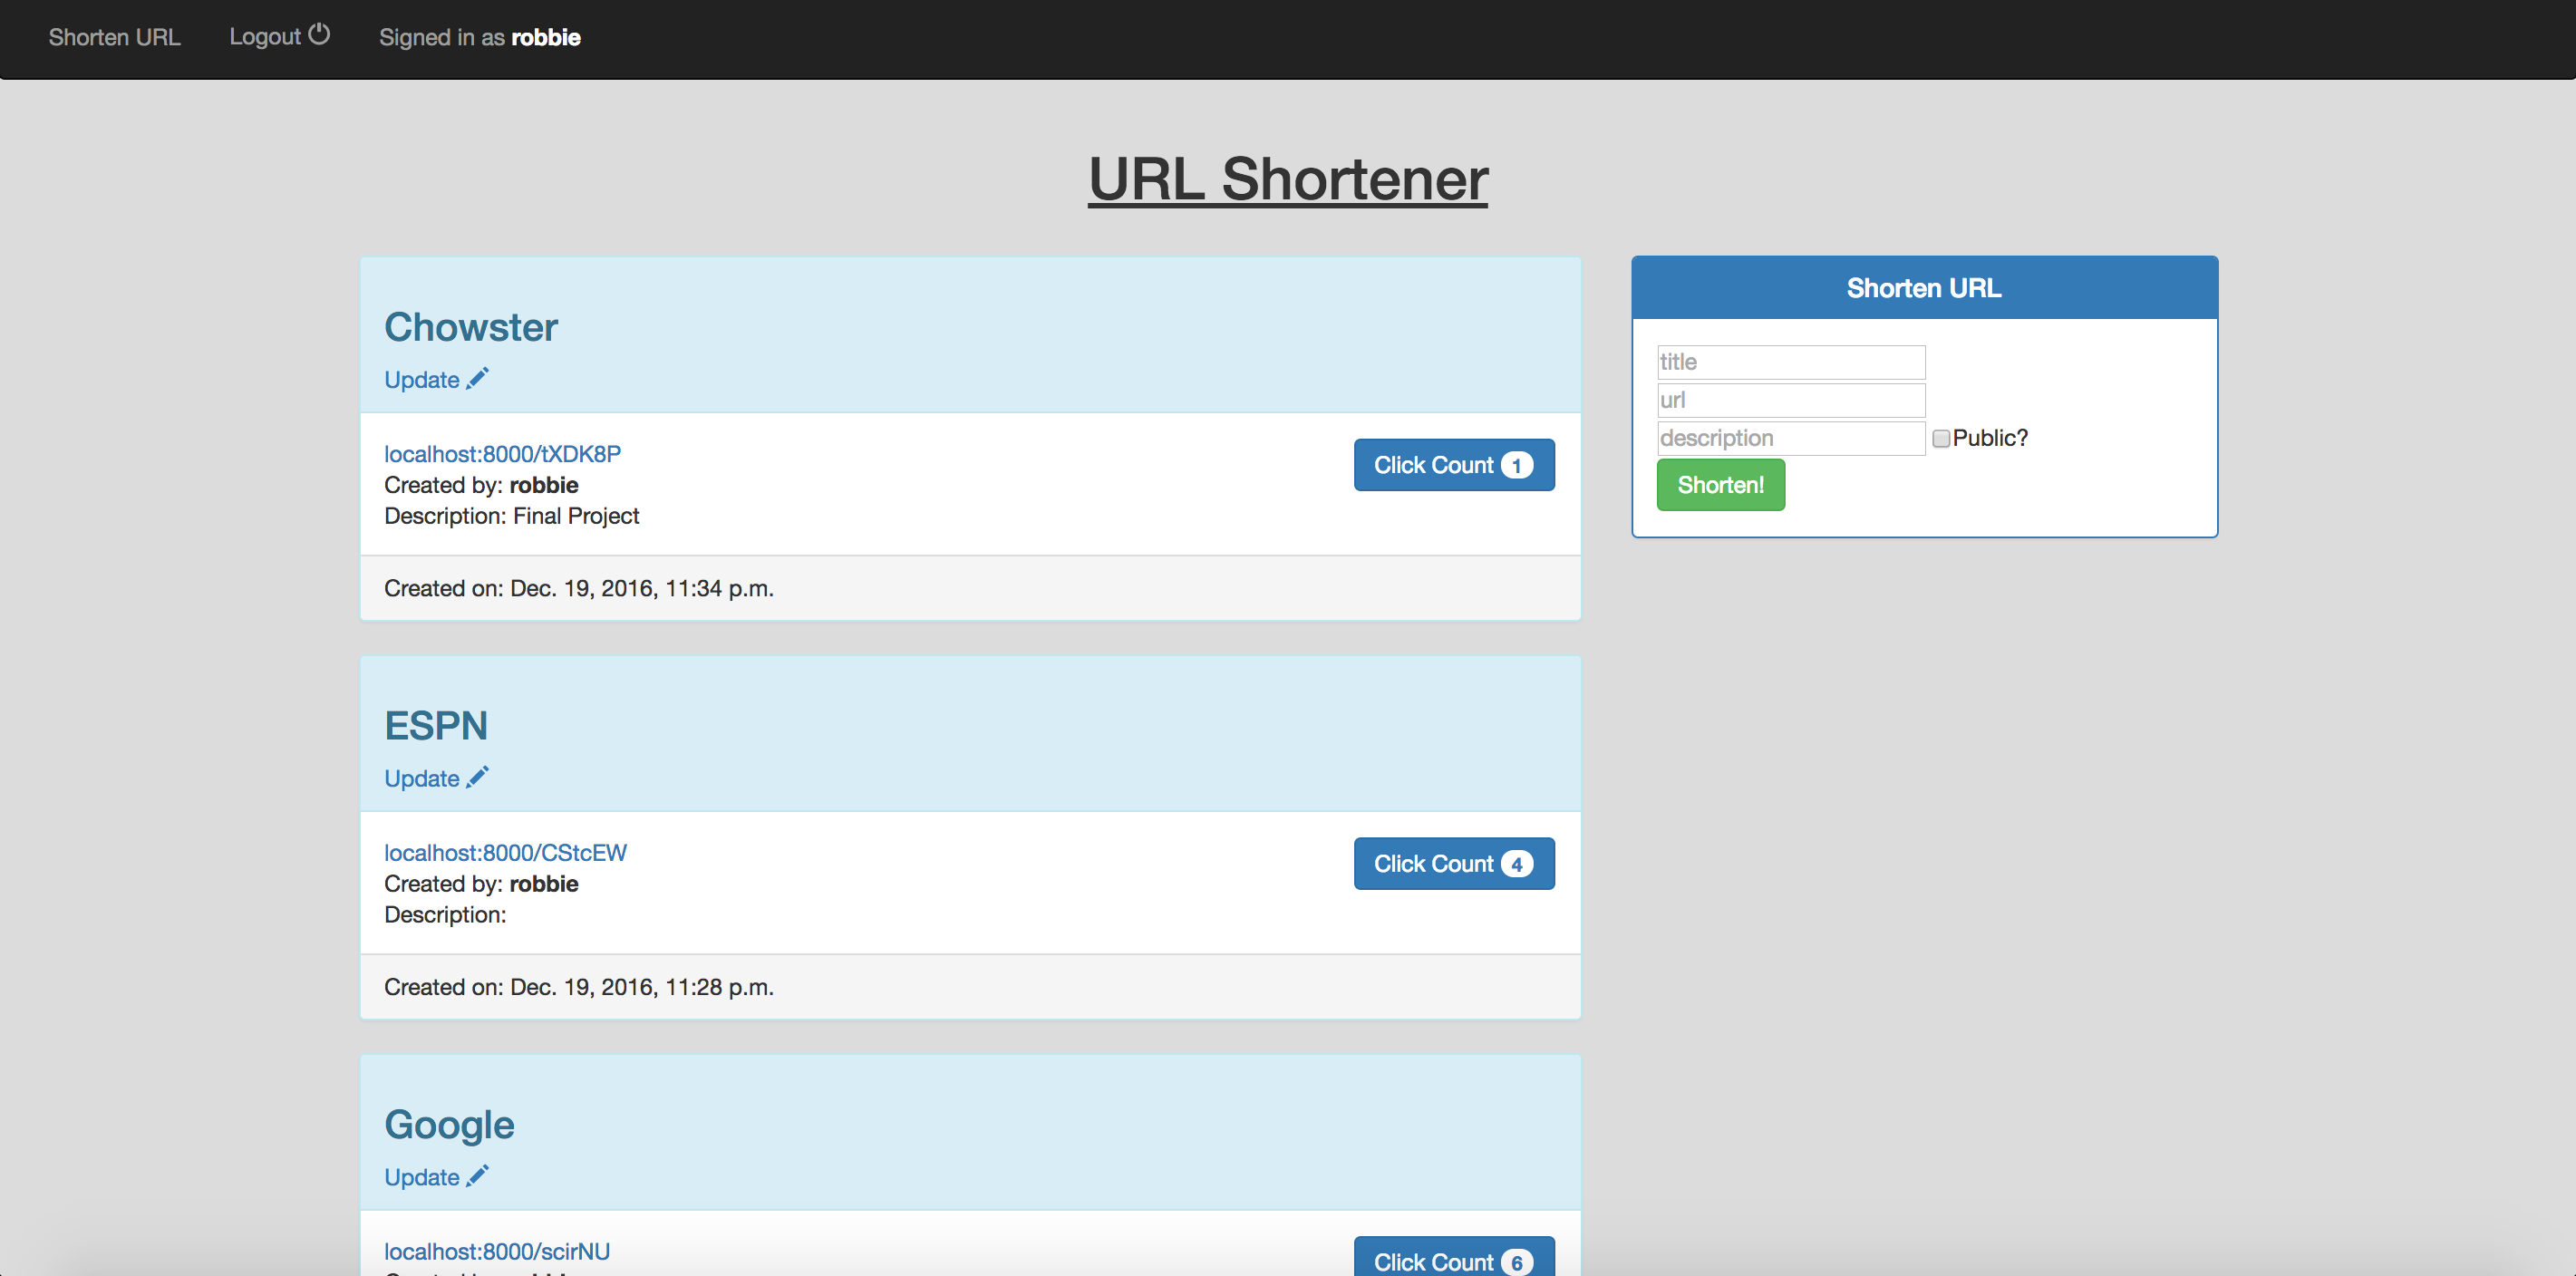 Shorten URL Logout Signed in as robbie
URL Shortener
Chowster
Update
localhost:8000/tXDK8P
Click Count 1
Created by: robbie
Description: Final Project
Created on: Dec. 19, 2016, 11:34 p.m.
ESPN
Update
localhost:8000/CStcEW
Click Count 4
Created by: robbie
Description:
Created on: Dec. 19, 2016, 11:28 p.m.
Google
Update
localhost:8000/scirNU
Click Count 6
Shorten URL
title
url
description Public?
Shorten!